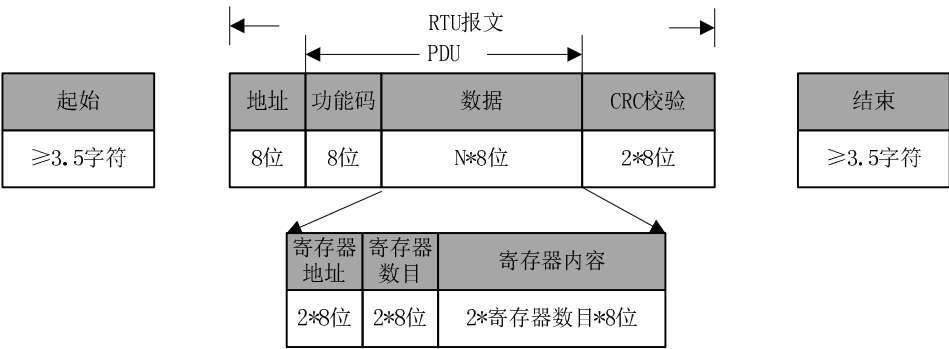 RTU报文
PDU
起始
地址 功能码 数据 CRC校验
结束
≥3.5字符
8位 8位 N*8位 2*8位
≥3.5字符
寄存器
地址
寄存器
数目
寄存器内容
2*8位 2*8位 2*寄存器数目*8位